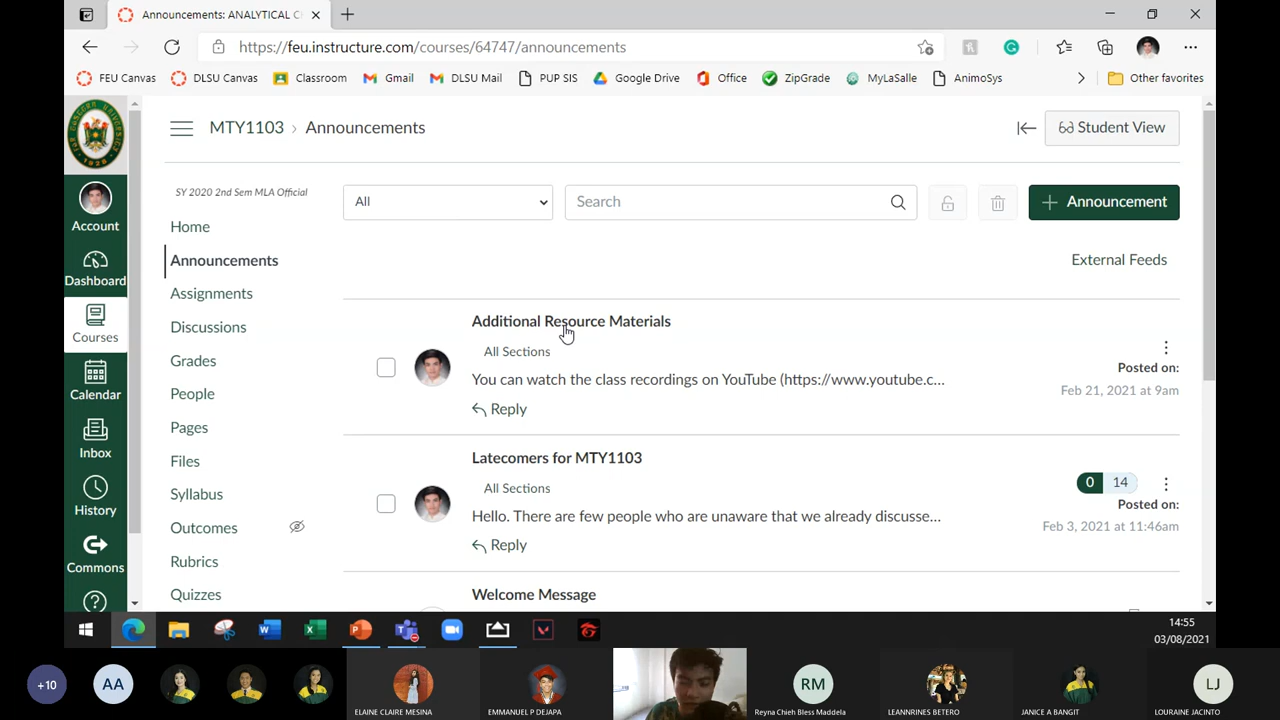 Announcements: ANALYTICAL C
https://feu.instructure.com/courses/64747/announcements
FEU Canvas
DLSU Canvas
Classroom
Gmail
DLSU Mail
PUP SIS
Google Drive
Office
ZipGrade
MyLaSalle
AnimoSys
Other favorites
MTY1103 › Announcements
Student View
SY 2020 2nd Sem MLA Official
All
Search
+ Announcement
Account
Dashboard
Courses
Calendar
Inbox
History
Commons
Home
Announcements
Assignments
Discussions
Grades
People
Pages
Files
Syllabus
Outcomes
Rubrics
Quizzes
External Feeds
Additional Resource Materials
All Sections
You can watch the class recordings on YouTube (https://www.youtube.c...
Reply
Posted on:
Feb 21, 2021 at 9am
Latecomers for MTY1103
All Sections
Hello. There are few people who are unaware that we already discusse...
Reply
0 14
Posted on:
Feb 3, 2021 at 11:46am
Welcome Message
14:55
03/08/2021
+10
AA
ELAINE CLAIRE MESINA
EMMANUEL P DEJAPA
RM
Reyna Chieh Bless Maddela
LEANNRINES BETERO
JANICE A BANGIT
LJ
LOURAINE JACINTO